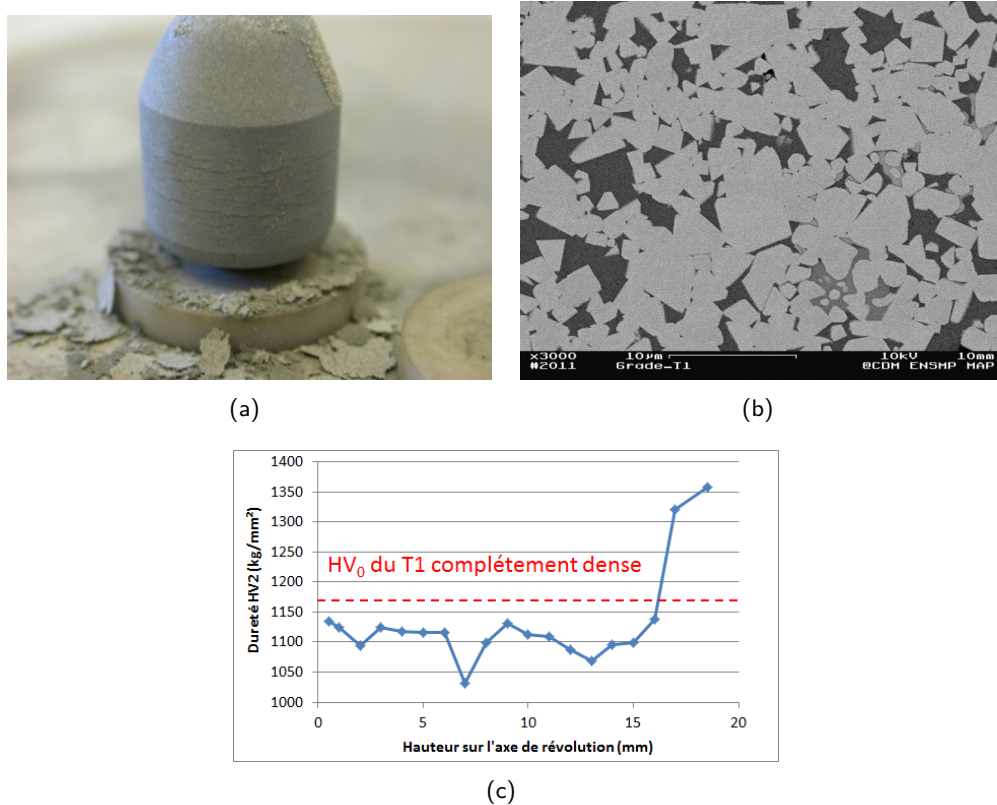 x3000 10µm 10kV 10mm
#2011 Grade-T1 @CDM ENSMP MAP
(a)
(b)
1400
1350
1300
1250
1200
1150
1100
1050
1000
Dureté HV2 (kg/mm²)
HV₀ du T1 complétement dense
0 5 10 15 20
Hauteur sur l'axe de révolution (mm)
(c)